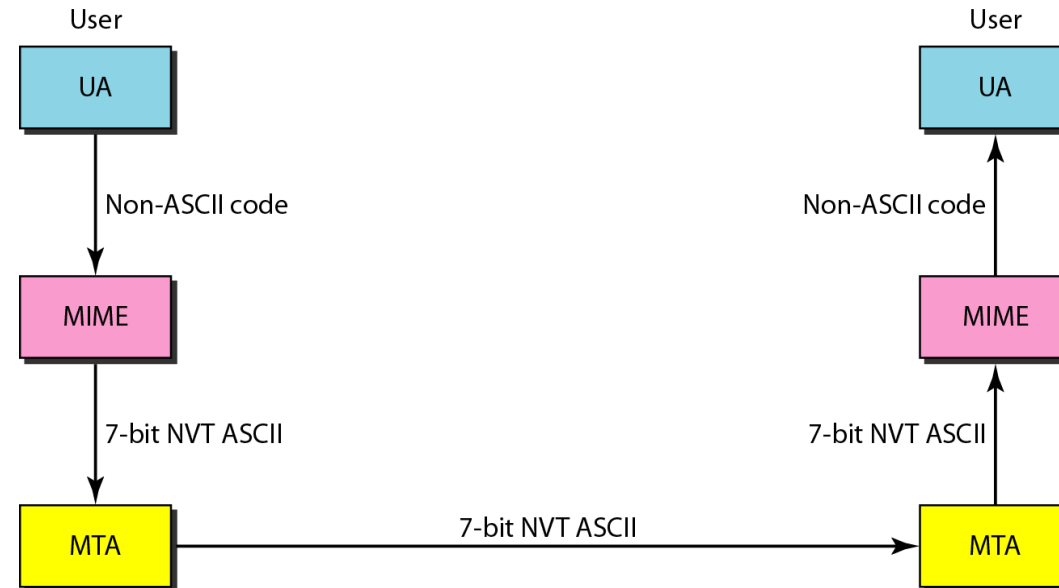 User
User
UA
UA
Non-ASCII code
Non-ASCII code
MIME
MIME
7-bit NVT ASCII
7-bit NVT ASCII
7-bit NVT ASCII
MTA
MTA